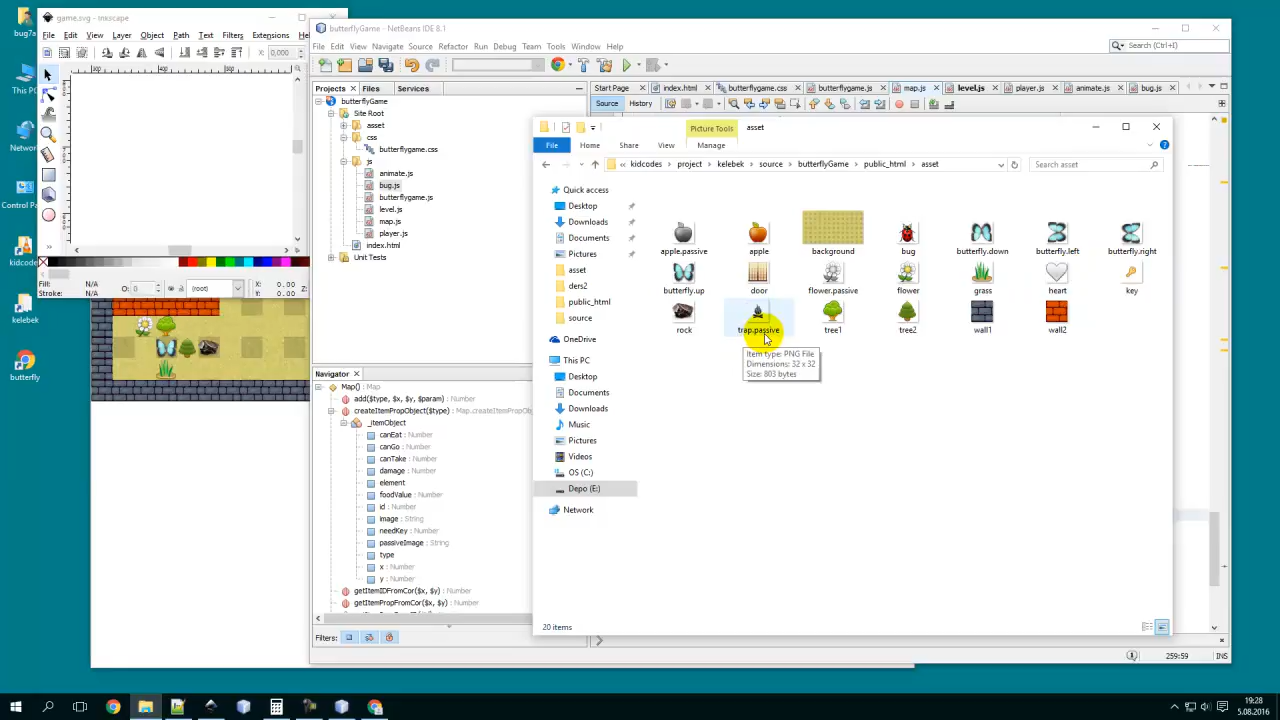 game.svg - Inkscape
File Edit View Layer Object Path Text Filters Extensions
X: 0,000
Fill: N/A
Stroke: N/A
O: 0
(root)
X: 0.00
Y: 0.00
bug7a
This PC
Control Pa
kidcode
kelebek
butterfly
butterflyGame - NetBeans IDE 8.1
File Edit View Navigate Source Refactor Run Debug Team Tools Window Help
Search (Ctrl+I)
Projects Files Services
butterflyGame
Site Root
asset
css
butterflygame.css
js
animate.js
bug.js
butterflygame.js
level.js
map.js
player.js
index.html
Unit Tests
Start Page index.html butterflygame.css butterflygame.js map.js level.js player.js animate.js bug.js
Source History
Navigator
Map() : Map
add($type, $x, $y, $param) : Number
createItemPropObject($type) : Map.createItemPropObj
_itemObject
canEat : Number
canGo : Number
canTake : Number
damage : Number
element
foodValue : Number
id : Number
image : String
needKey : Number
passiveImage : String
type
x : Number
y : Number
getItemIDFromCor($x, $y) : Number
getItemPropFromCor($x, $y) : Number
Filters:
259:59
INS
Picture Tools
asset
File Home Share View Manage
kidcodes project kelebek source butterflyGame public_html asset
Search asset
Quick access
Desktop
Downloads
Documents
Pictures
asset
ders2
public_html
source
OneDrive
This PC
Desktop
Documents
Downloads
Music
Pictures
Videos
OS (C:)
Depo (E:)
Network
apple.passive apple background bug butterfly.down butterfly.left butterfly.right
butterfly.up door flower.passive flower grass heart key
rock trap.passive tree1 tree2 wall1 wall2
Item type: PNG File
Dimensions: 32 x 32
Size: 803 bytes
20 items
19:28
5.08.2016